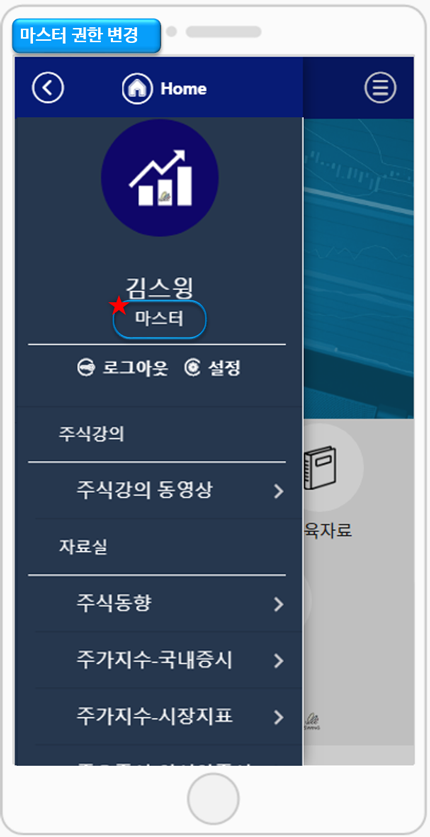 마스터 권한 변경
Home
김스윙
마스터
로그아웃 설정
주식강의
주식강의 동영상
육자료
자료실
주식동향
주가지수-국내증시
주가지수-시장지표